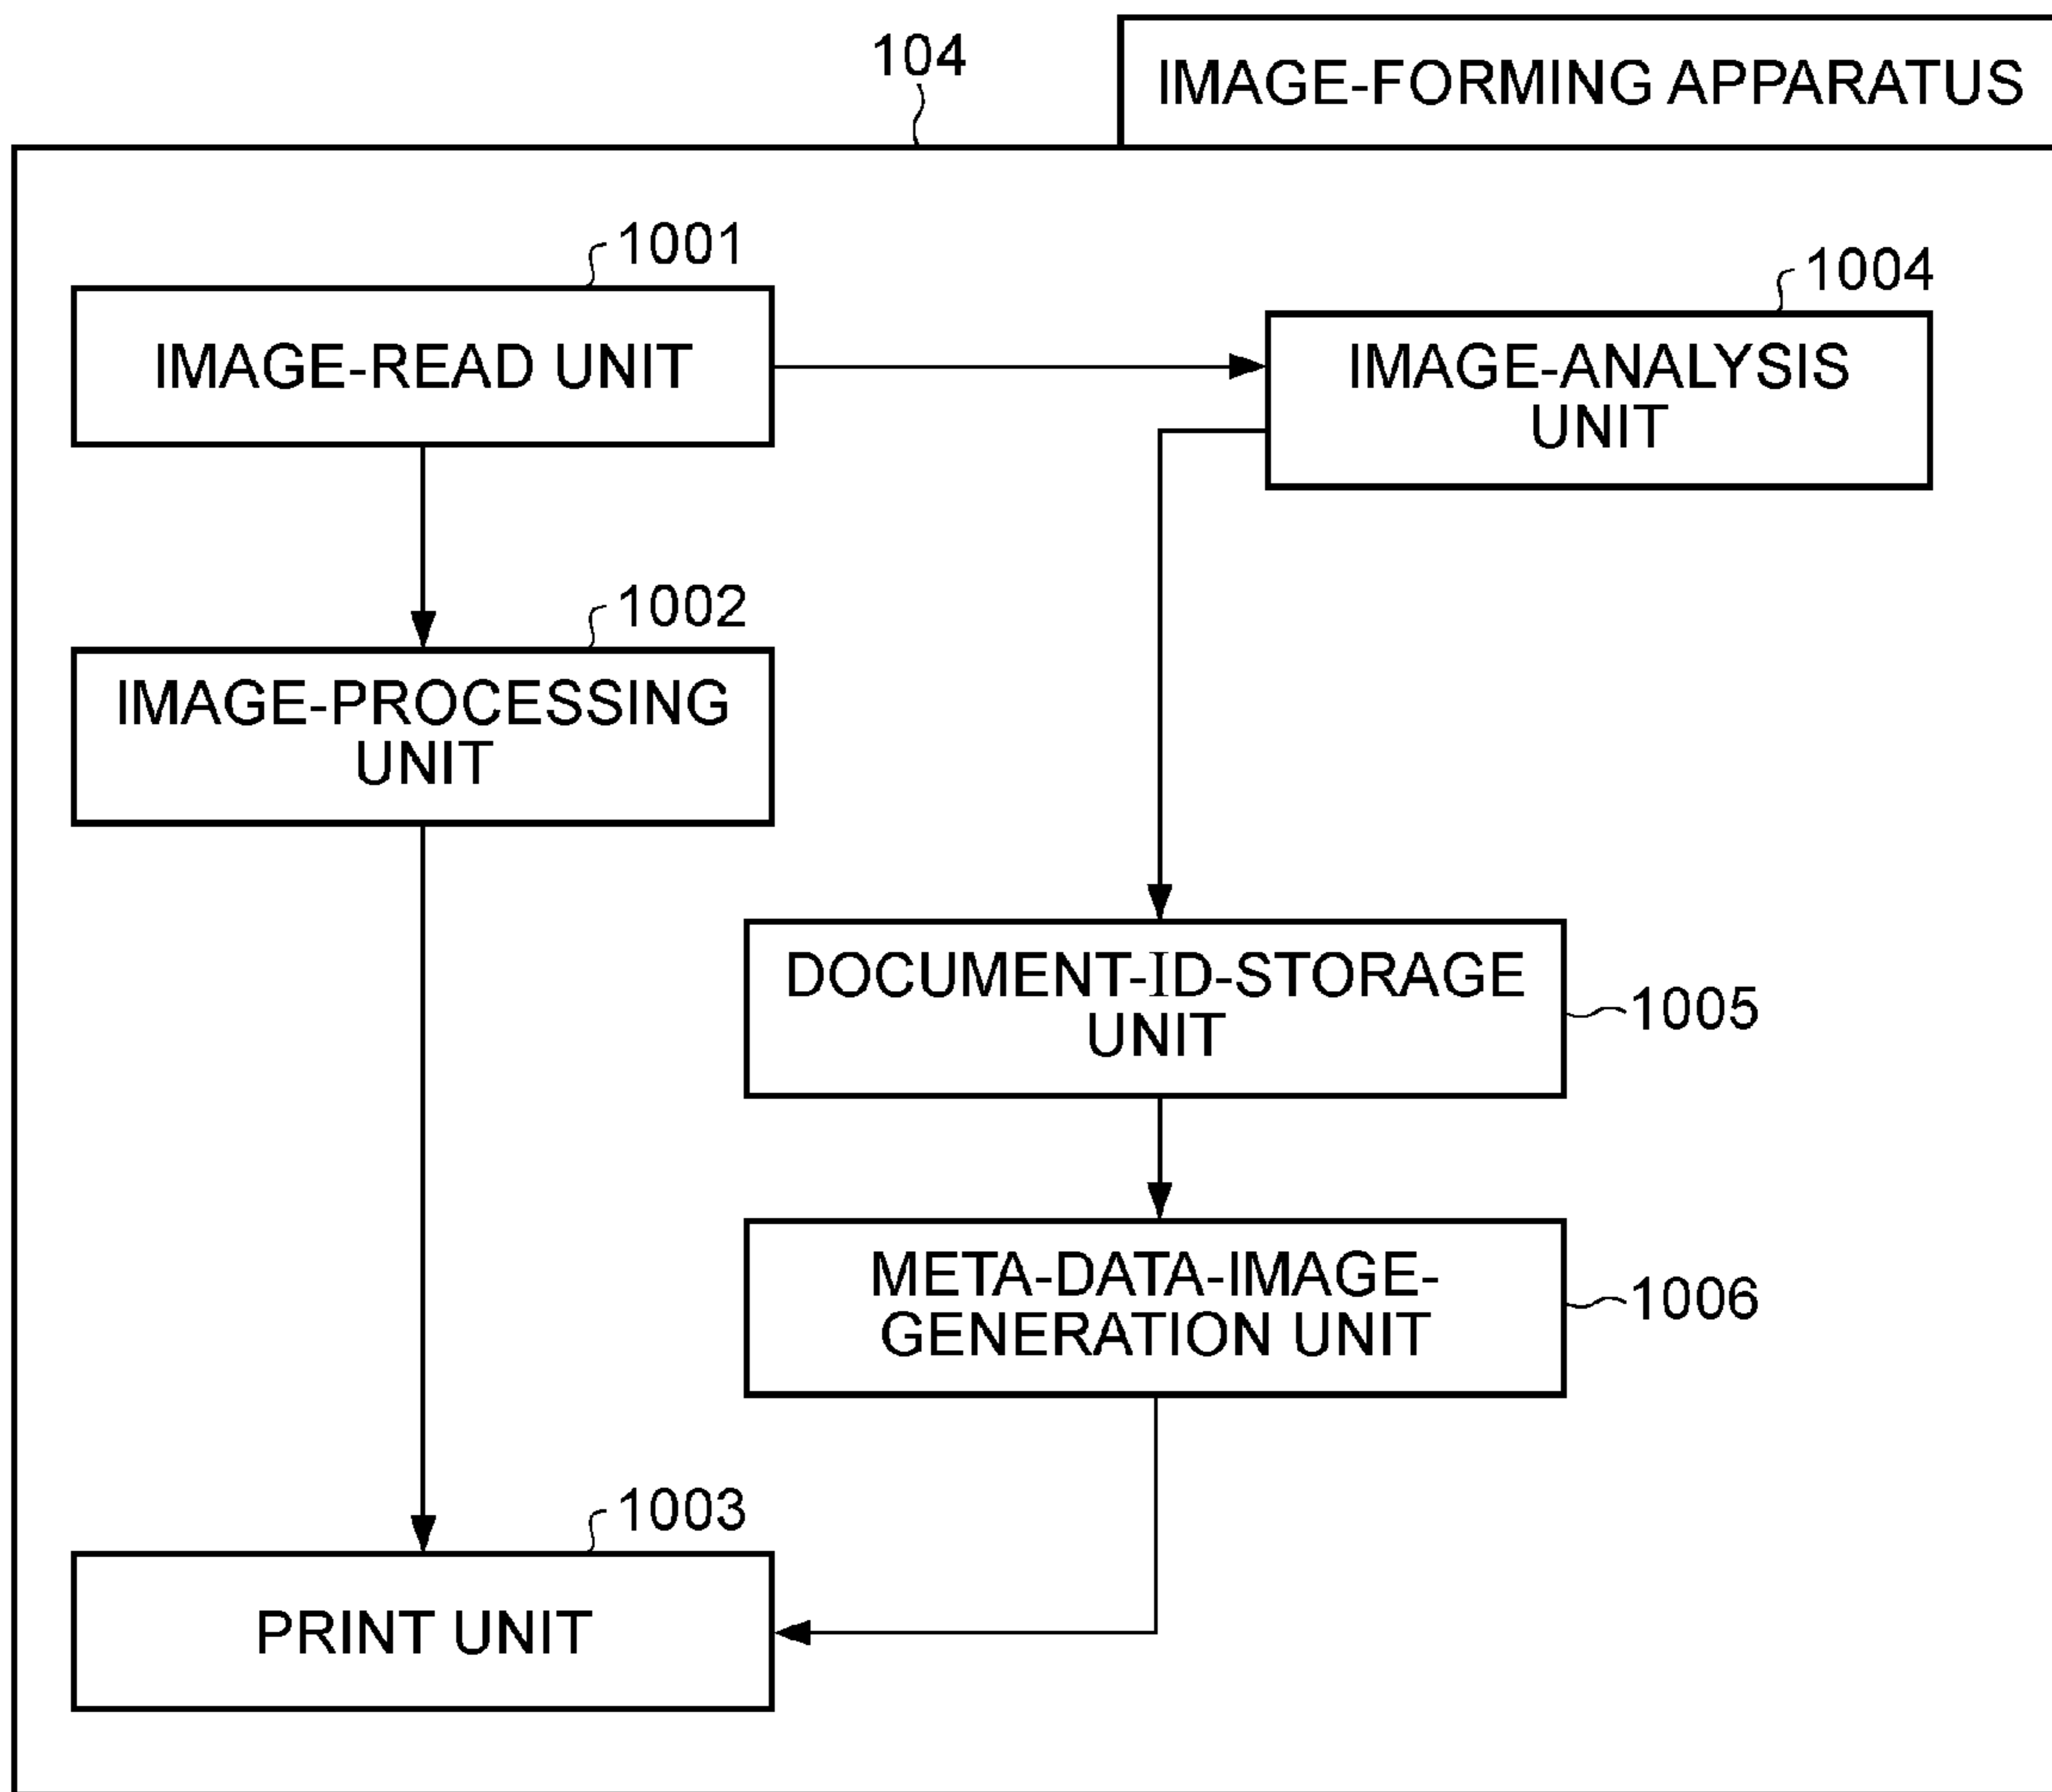 104
IMAGE-FORMING APPARATUS
1001
IMAGE-READ UNIT
1004
IMAGE-ANALYSIS
UNIT
1002
IMAGE-PROCESSING
UNIT
DOCUMENT-ID-STORAGE
UNIT
1005
META-DATA-IMAGE-
GENERATION UNIT
1006
1003
PRINT UNIT